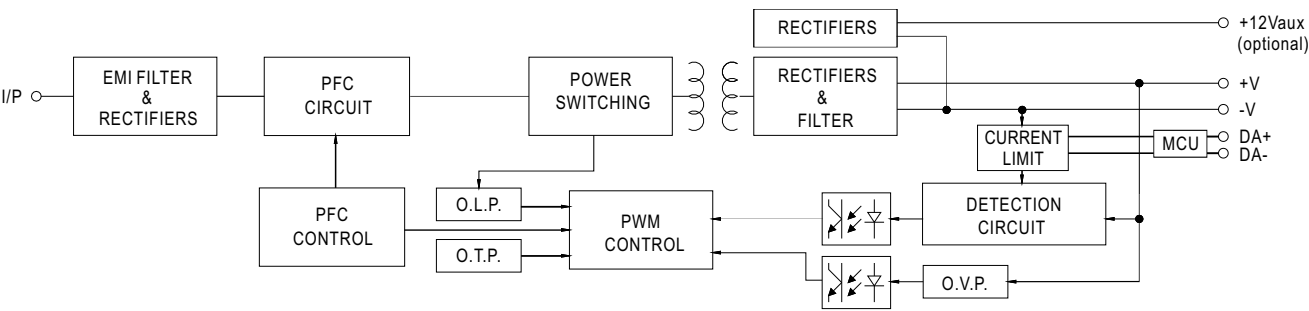 I/P
EMI FILTER
&
RECTIFIERS
PFC
CIRCUIT
POWER
SWITCHING
RECTIFIERS
RECTIFIERS
&
FILTER
+12Vaux
(optional)
+V
-V
CURRENT
LIMIT
MCU
DA+
DA-
PFC
CONTROL
O.L.P.
O.T.P.
PWM
CONTROL
DETECTION
CIRCUIT
O.V.P.